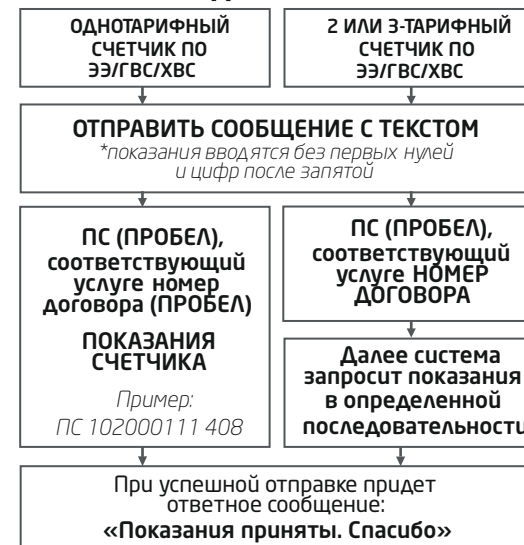 ОДНОТАРИФНЫЙ
СЧЕТЧИК ПО
ЭЭ/ГВС/ХВС
2 ИЛИ 3-ТАРИФНЫЙ
СЧЕТЧИК ПО
ЭЭ/ГВС/ХВС
ОТПРАВИТЬ СООБЩЕНИЕ С ТЕКСТОМ
*показания вводятся без первых нулей
и цифр после запятой
ПС (ПРОБЕЛ),
соответствующий
услуге номер
договора (ПРОБЕЛ)
ПОКАЗАНИЯ
СЧЕТЧИКА
Пример:
ПС 102000111 408
ПС (ПРОБЕЛ),
соответствующий
услуге НОМЕР
ДОГОВОРА
Далее система
запросит показания
в определенной
последовательности
При успешной отправке придет
ответное сообщение:
«Показания приняты. Спасибо»